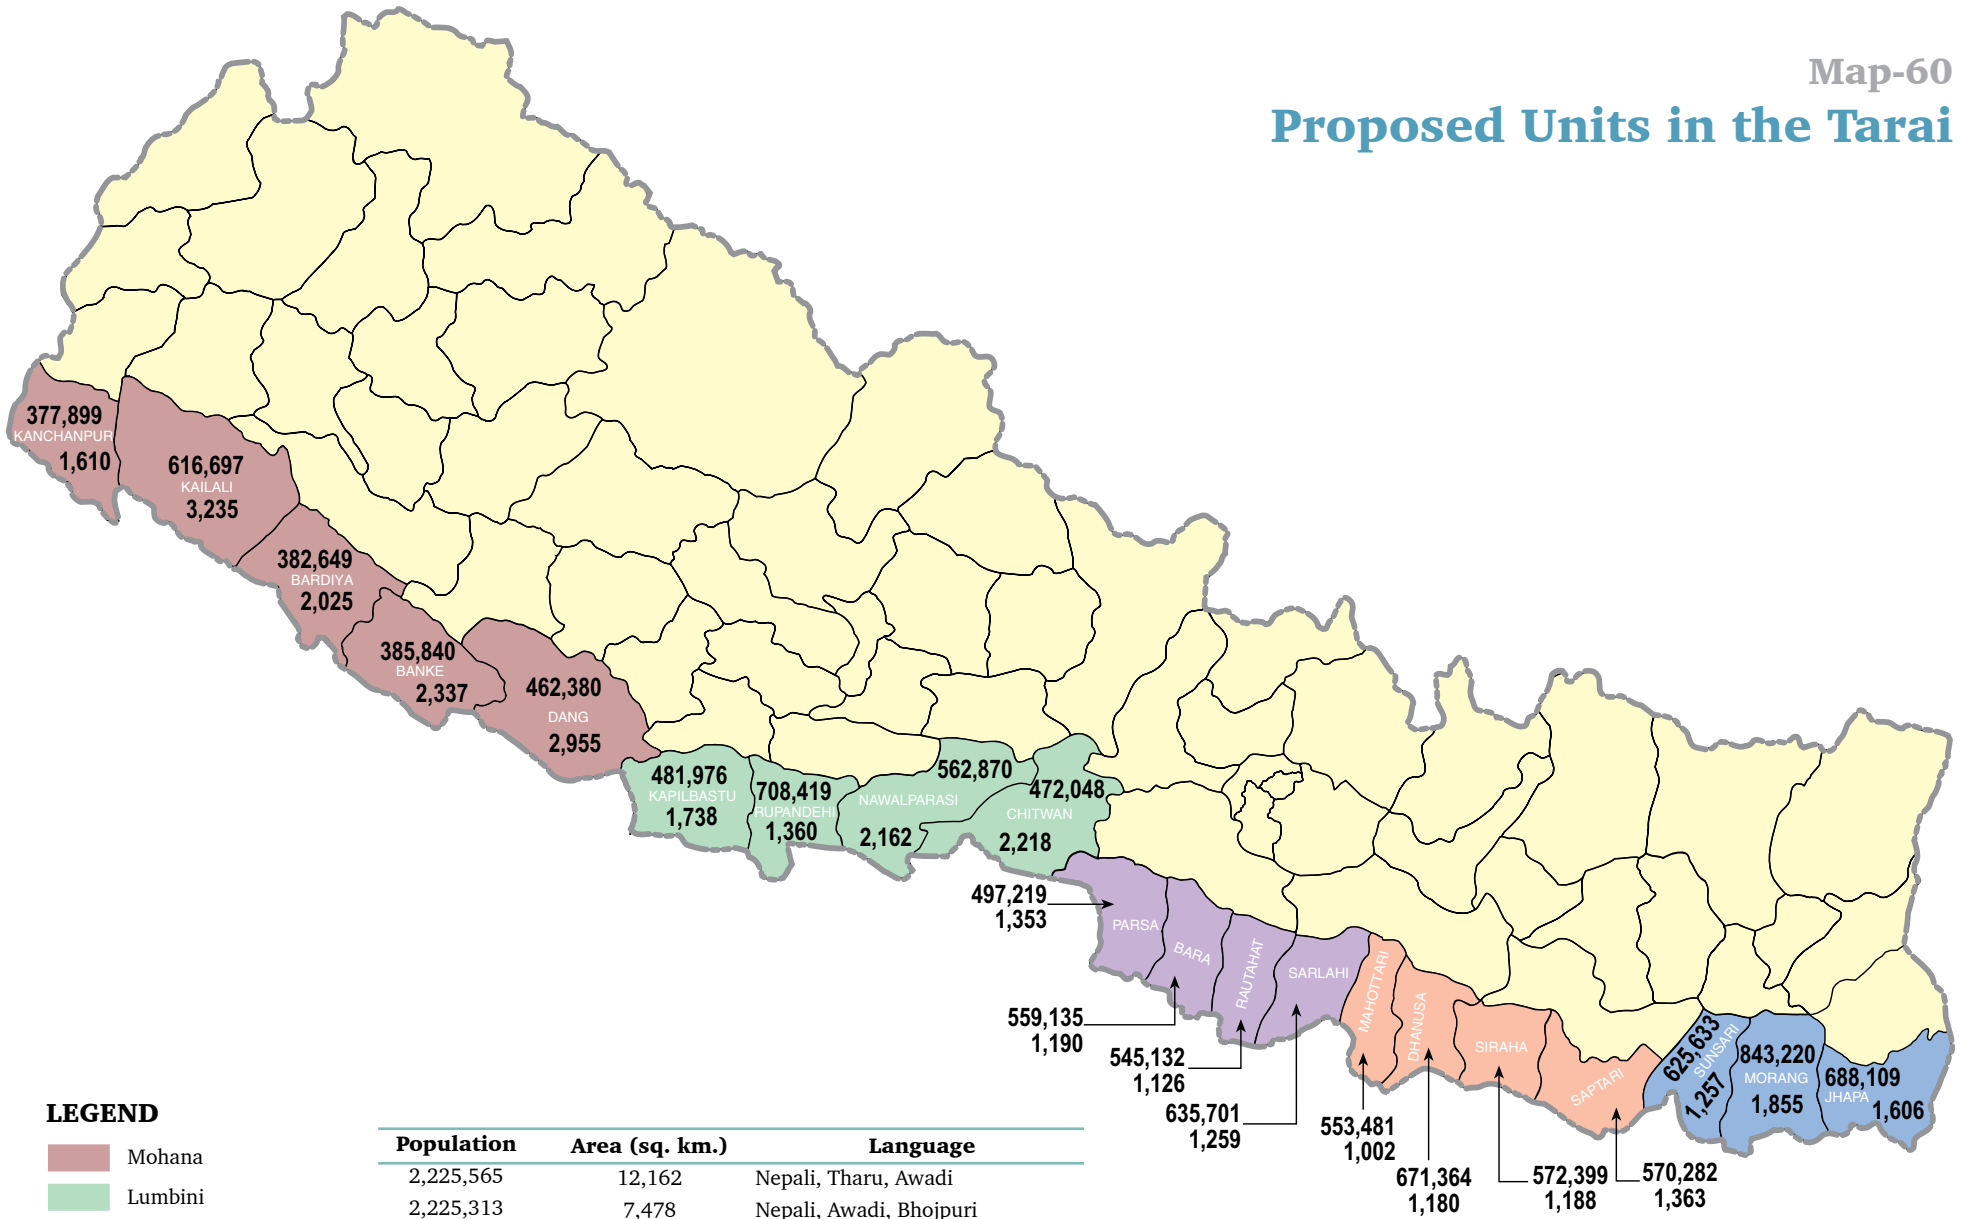 Map-60
Proposed Units in the Tarai
377,899
KANCHANPUR
1,610
616,697
KAILALI
3,235
382,649
BARDIYA
2,025
385,840
BANKE
2,337
462,380
DANG
2,955
481,976
KAPILBASTU
1,738
708,419
RUPANDEHI
1,360
562,870
NAWALPARASI
2,162
472,048
CHITWAN
2,218
497,219
1,353
PARSA
BARA
559,135
1,190
RAUTAHAT
545,132
1,126
SARLAHI
635,701
1,259
MAHOTTARI
553,481
1,002
DHANUSA
671,364
1,180
SIRAHA
572,399
1,188
SAPTARI
570,282
1,363
625,633
SUNSARI
1,257
843,220
MORANG
1,855
688,109
JHAPA
1,606
LEGEND
Mohana
Lumbini
Population Area (sq. km.) Language
2,225,565 12,162 Nepali, Tharu, Awadi
2,225,313 7,478 Nepali, Awadi, Bhojpuri